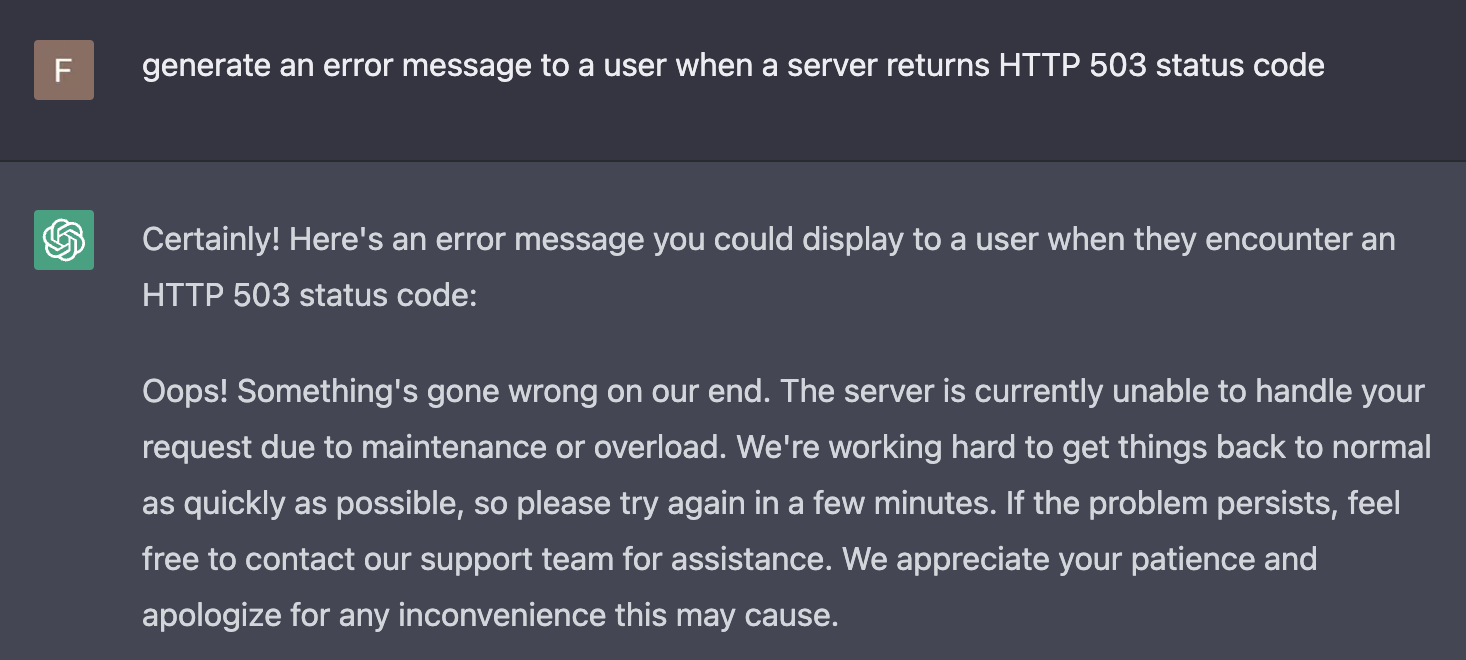 F
generate an error message to a user when a server returns HTTP 503 status code
Certainly! Here's an error message you could display to a user when they encounter an
HTTP 503 status code:
Oops! Something's gone wrong on our end. The server is currently unable to handle your
request due to maintenance or overload. We're working hard to get things back to normal
as quickly as possible, so please try again in a few minutes. If the problem persists, feel
free to contact our support team for assistance. We appreciate your patience and
apologize for any inconvenience this may cause.